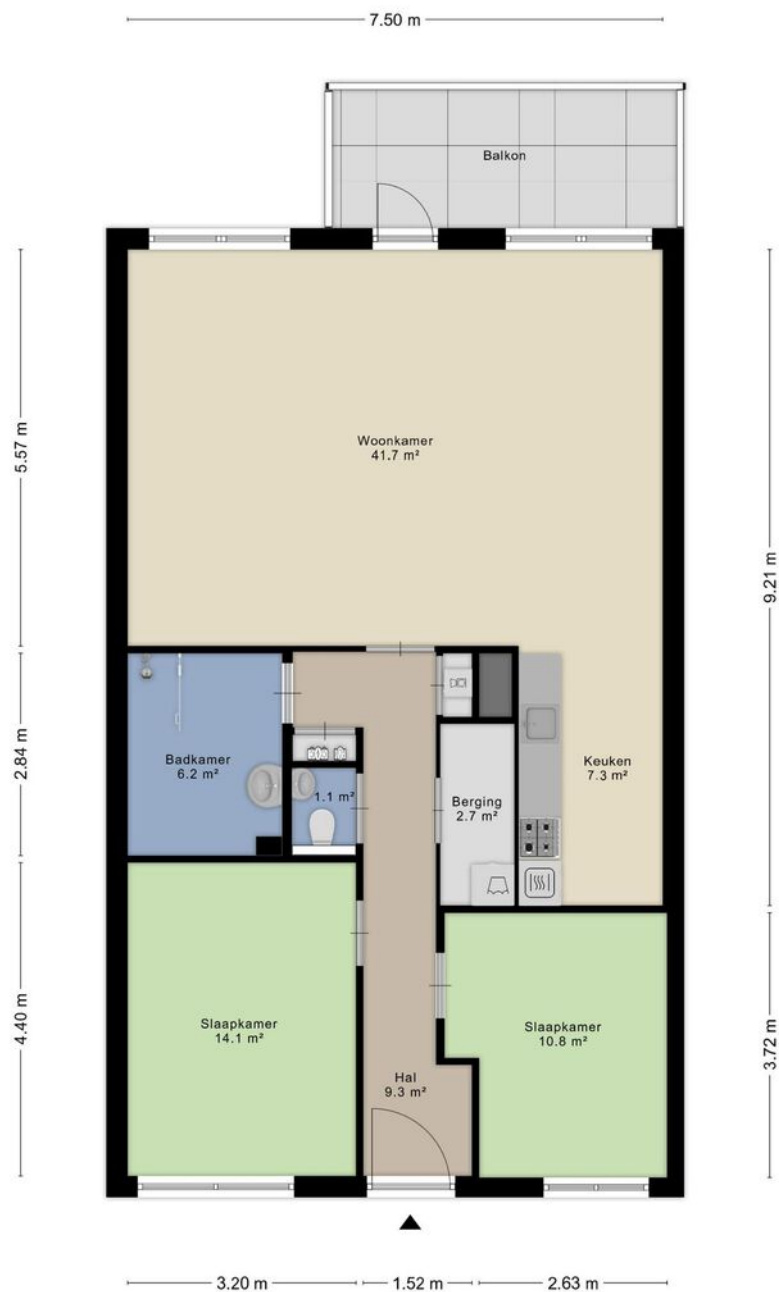 7.50 m
Balkon
5.57 m
Woonkamer
41.7 m²
9.21 m
2.84 m
Badkamer
6.2 m²
1.1 m²
Berging
2.7 m²
Keuken
7.3 m²
4.40 m
Slaapkamer
14.1 m²
Slaapkamer
10.8 m²
3.72 m
Hal
9.3 m²
3.20 m
1.52 m
2.63 m